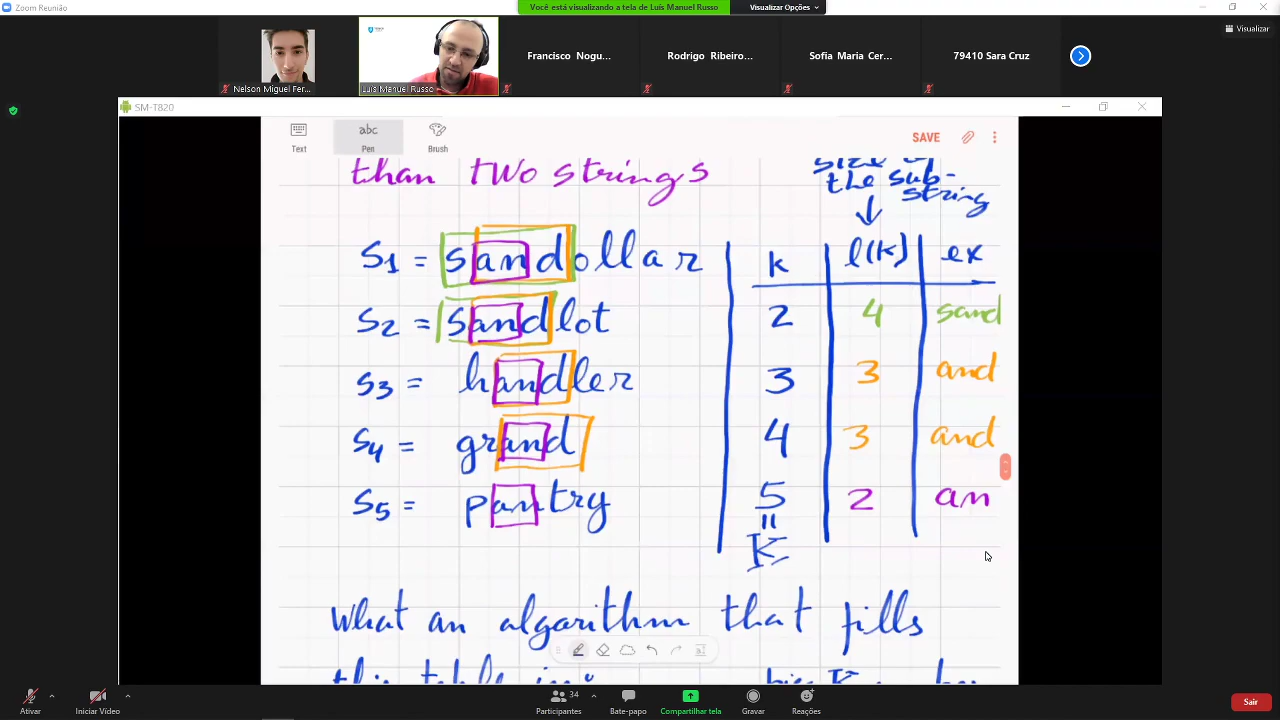 Zoom Reunião
Você está visualizando a tela de Luís Manuel Russo
Visualizar Opções
Visualizar
Nelson Miguel Fer...
Luís Manuel Russo
Francisco Nogu...
Rodrigo Ribeiro...
Sofia Maria Cer...
79410 Sara Cruz
SM-T820
Text
abc
Pen
Brush
SAVE
than two strings
size of
the sub-
string
S1 = sandollar
S2 = sandlot
S3 = handler
S4 = grand
S5 = pantry
k l(k) ex
2 4 sand
3 3 and
4 3 and
5 2 an
=
K
What an algorithm that fills
this table in
Ativar
Iniciar Vídeo
34
Participantes
Bate-papo
Compartilhar tela
Gravar
Reações
Sair